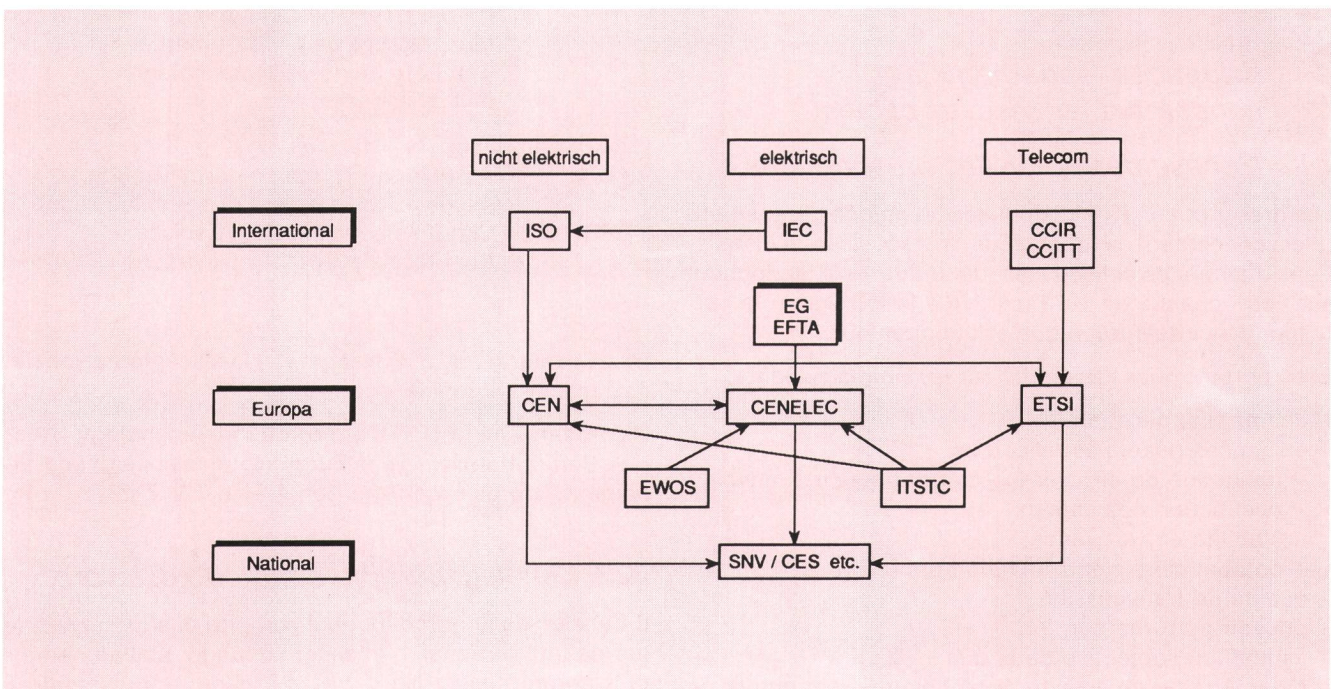 nicht elektrisch
elektrisch
Telecom
International
ISO
IEC
CCIR
CCITT
EG
EFTA
Europa
CEN
CENELEC
ETSI
EWOS
ITSTC
National
SNV / CES etc.